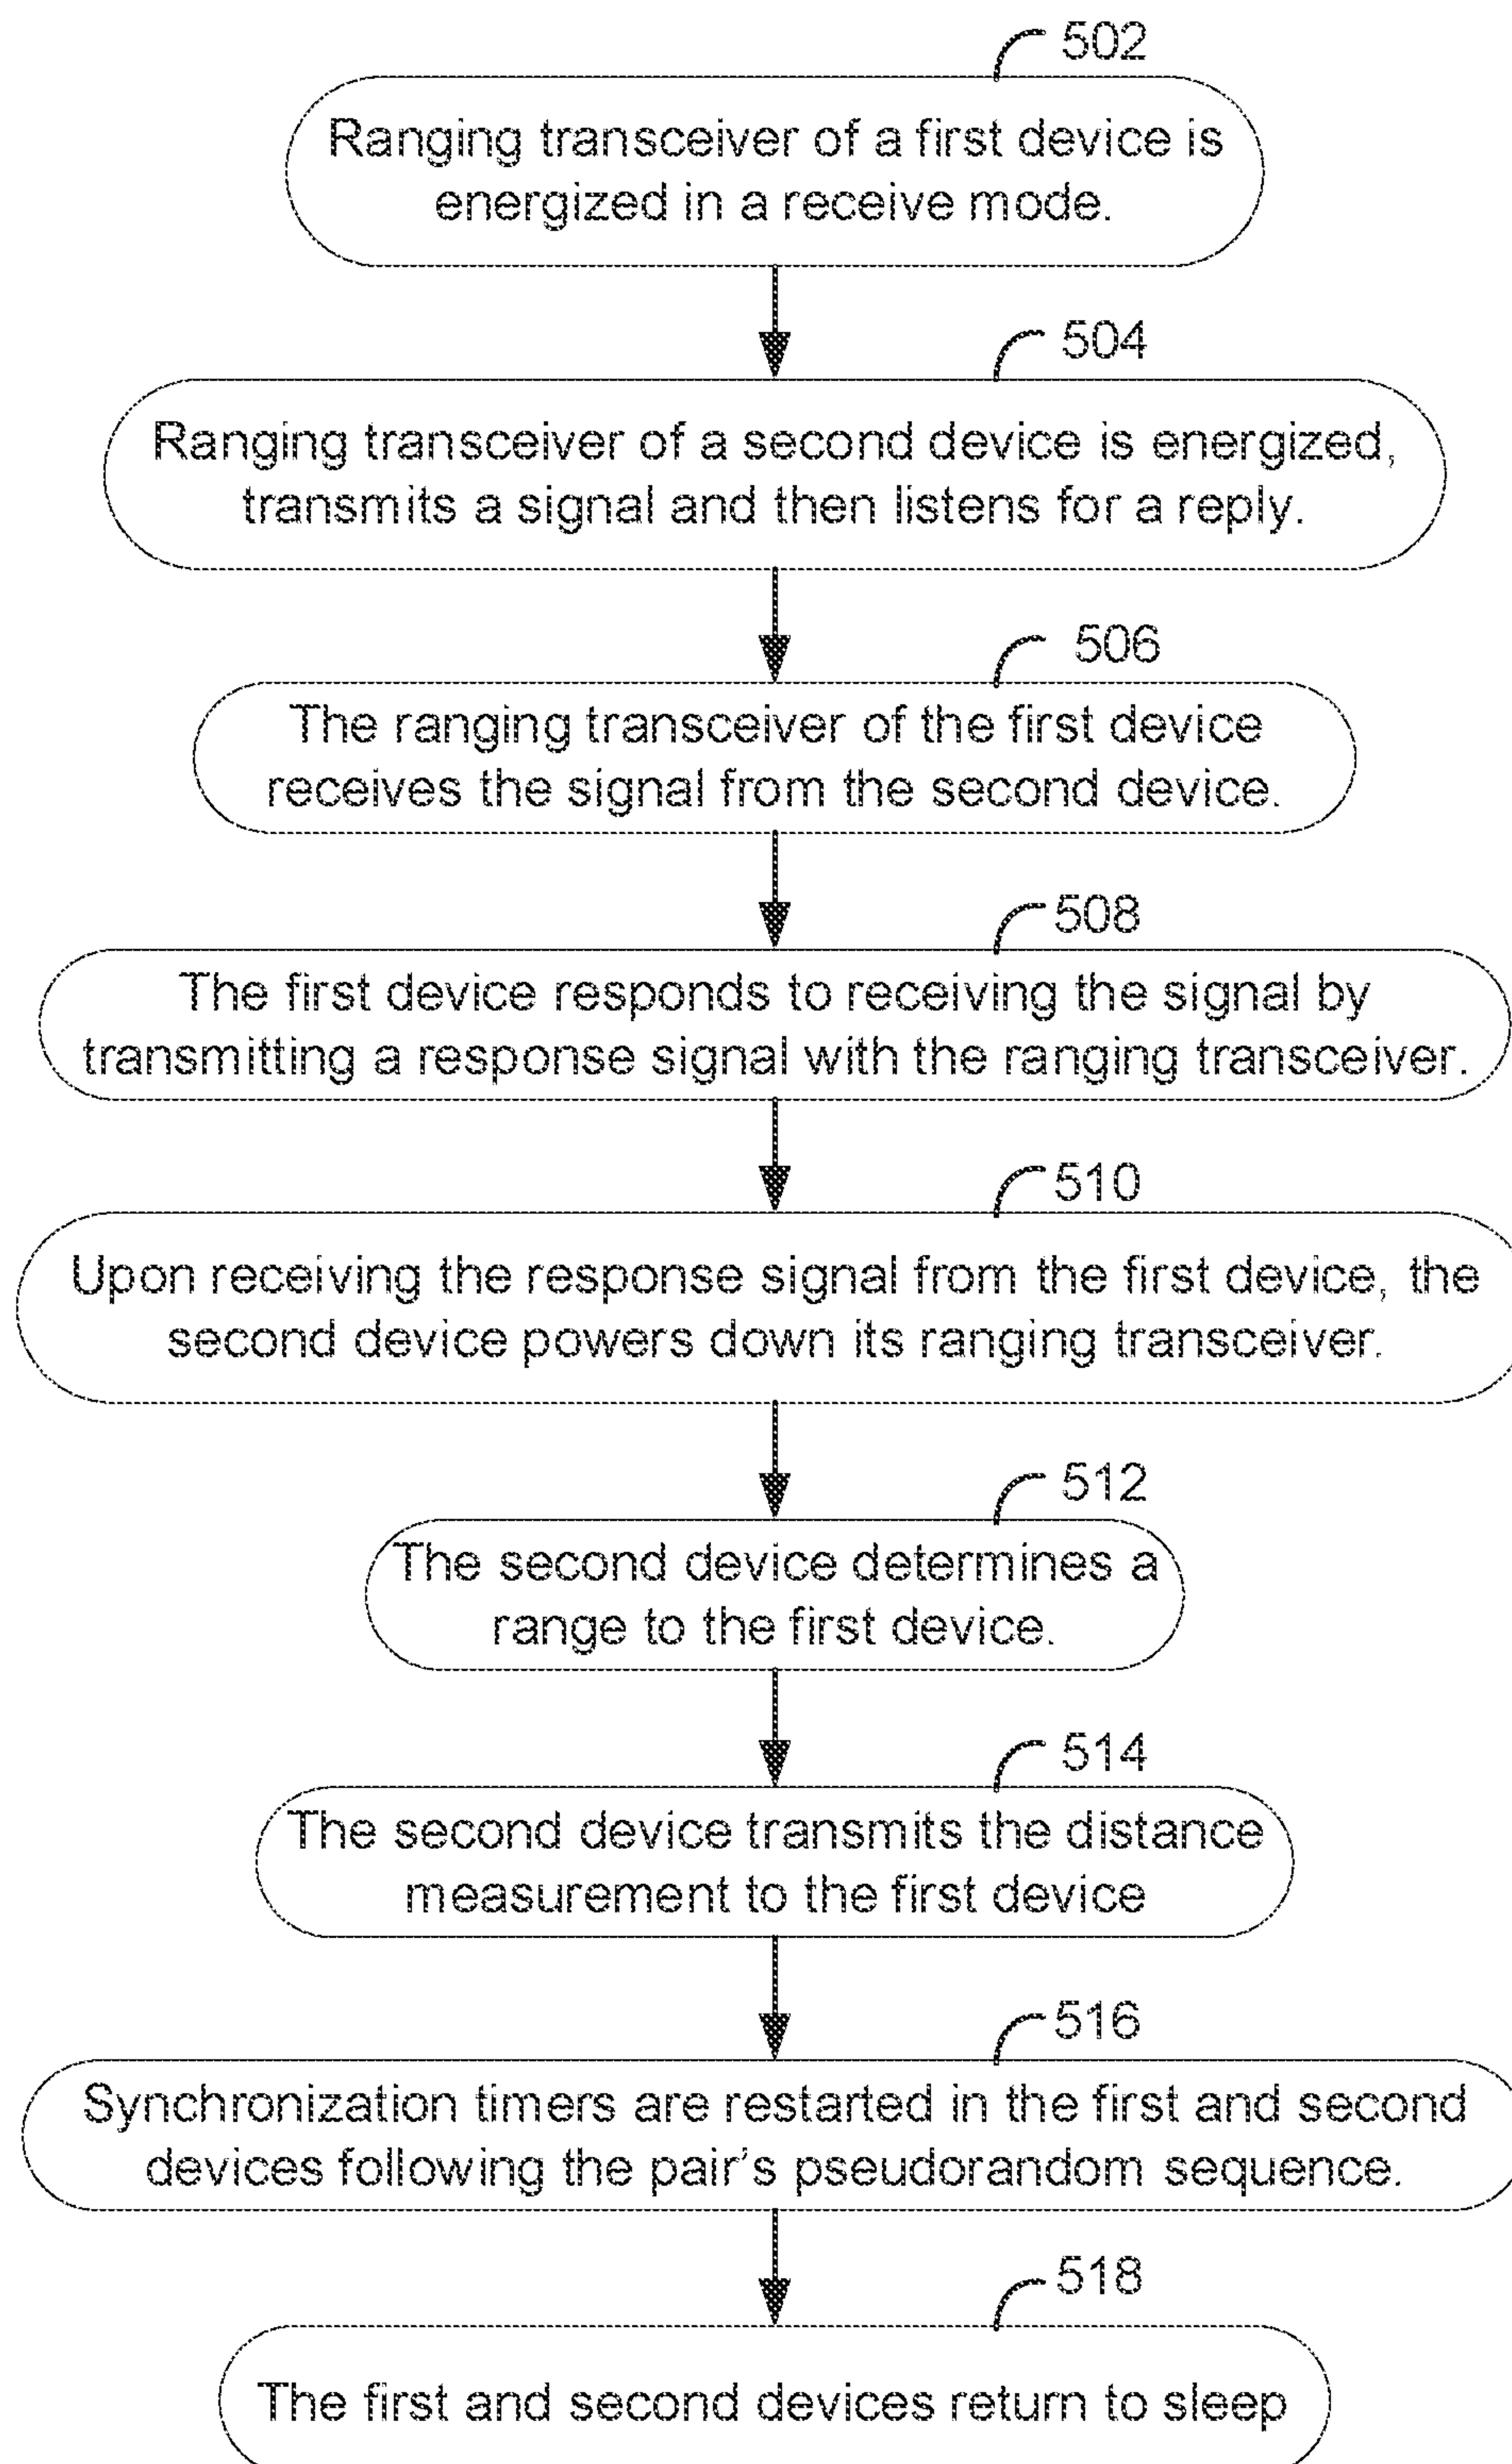 502
Ranging transceiver of a first device is
energized in a receive mode.
504
Ranging transceiver of a second device is energized,
transmits a signal and then listens for a reply.
506
The ranging transceiver of the first device
receives the signal from the second device.
508
The first device responds to receiving the signal by
transmitting a response signal with the ranging transceiver.
510
Upon receiving the response signal from the first device, the
second device powers down its ranging transceiver.
512
The second device determines a
range to the first device.
514
The second device transmits the distance
measurement to the first device
516
Synchronization timers are restarted in the first and second
devices following the pair's pseudorandom sequence.
518
The first and second devices return to sleep